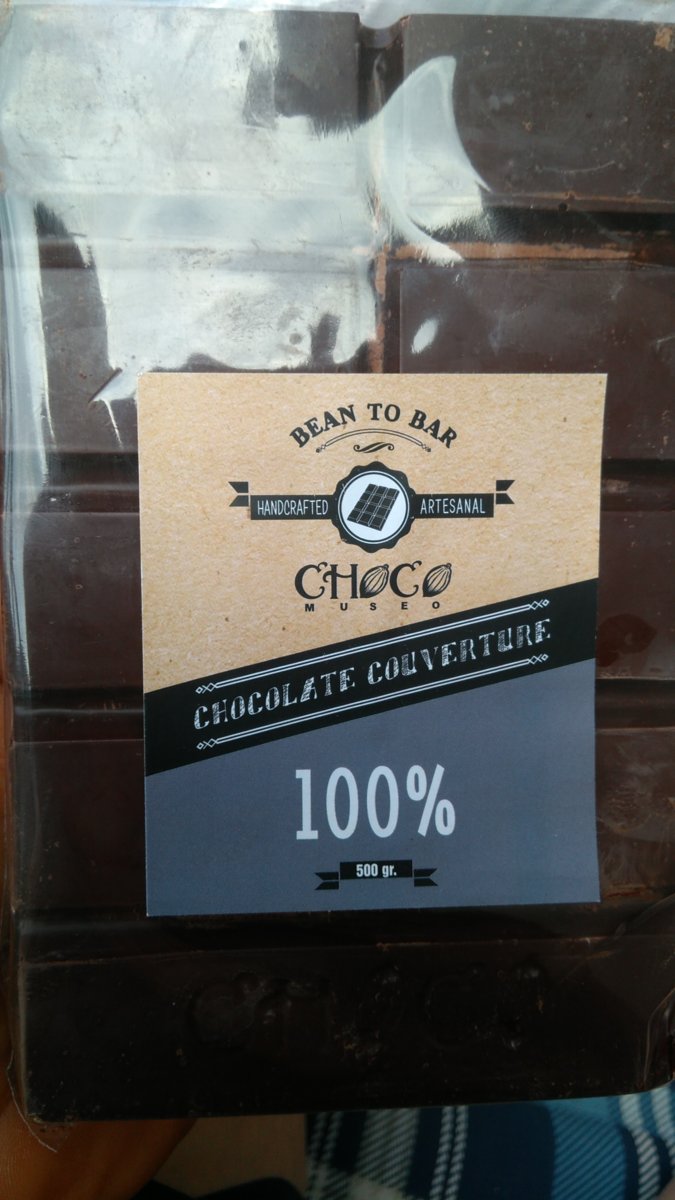 BEAN TO BAR
HANDCRAFTED ARTESANAL
CHOCO
MUSEO
CHOCOLATE COUVERTURE
100%
500 gr.